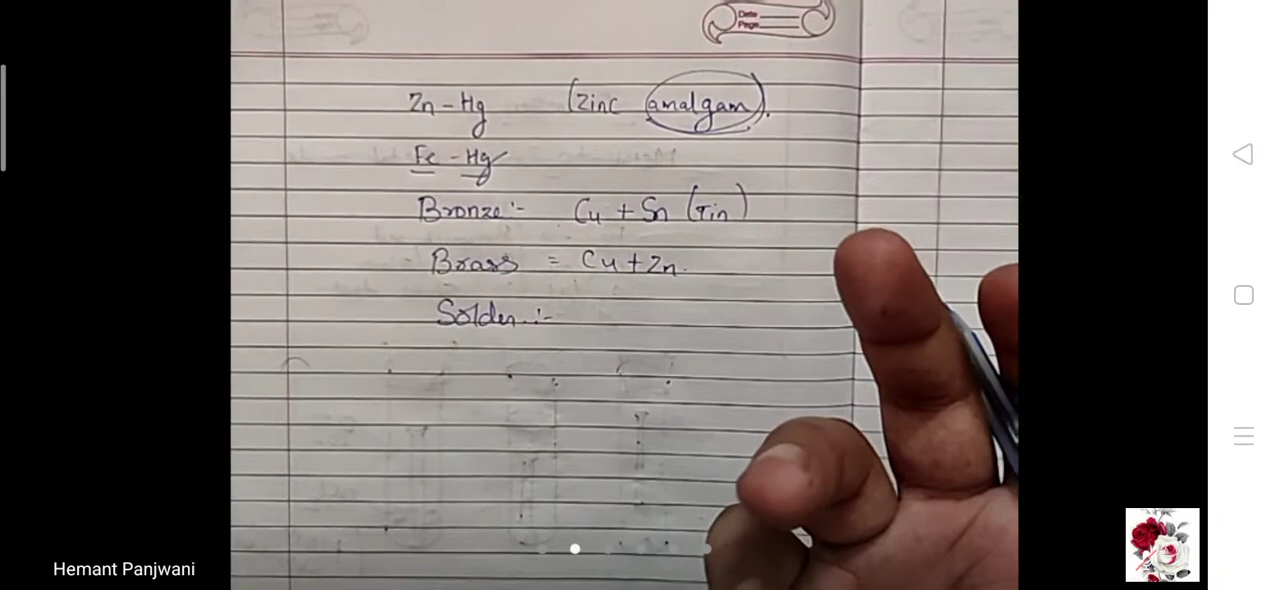 Date
Page
Zn - Hg (Zinc amalgam).
Fe - Hg
Bronze :- Cu + Sn (Tin)
Brass = Cu + Zn.
Solder :-
Hemant Panjwani